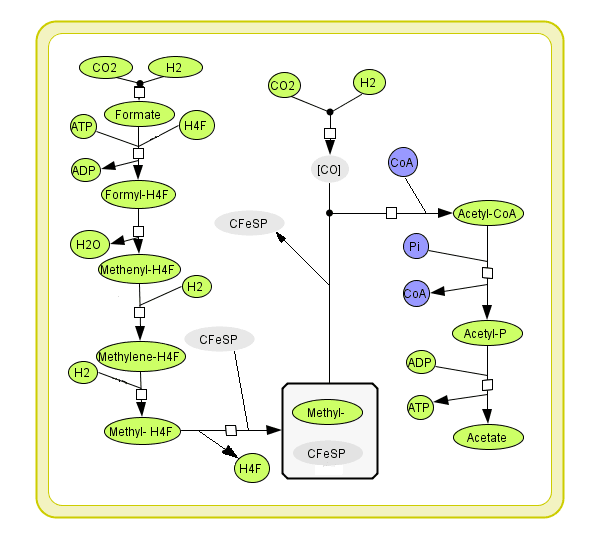 CO2
H2
Formate
ATP
H4F
ADP
Formyl-H4F
H2O
Methenyl-H4F
H2
Methylene-H4F
H2
Methyl- H4F
CFeSP
H4F
CO2
H2
[CO]
CFeSP
Methyl-
CFeSP
CoA
Acetyl-CoA
Pi
CoA
Acetyl-P
ADP
ATP
Acetate